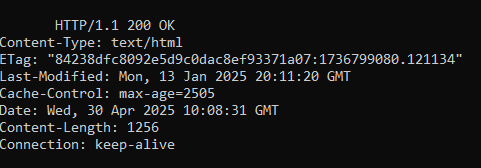 HTTP/1.1 200 OK
Content-Type: text/html
ETag: "84238dfc8092e5d9c0dac8ef93371a07:1736799080.121134"
Last-Modified: Mon, 13 Jan 2025 20:11:20 GMT
Cache-Control: max-age=2505
Date: Wed, 30 Apr 2025 10:08:31 GMT
Content-Length: 1256
Connection: keep-alive